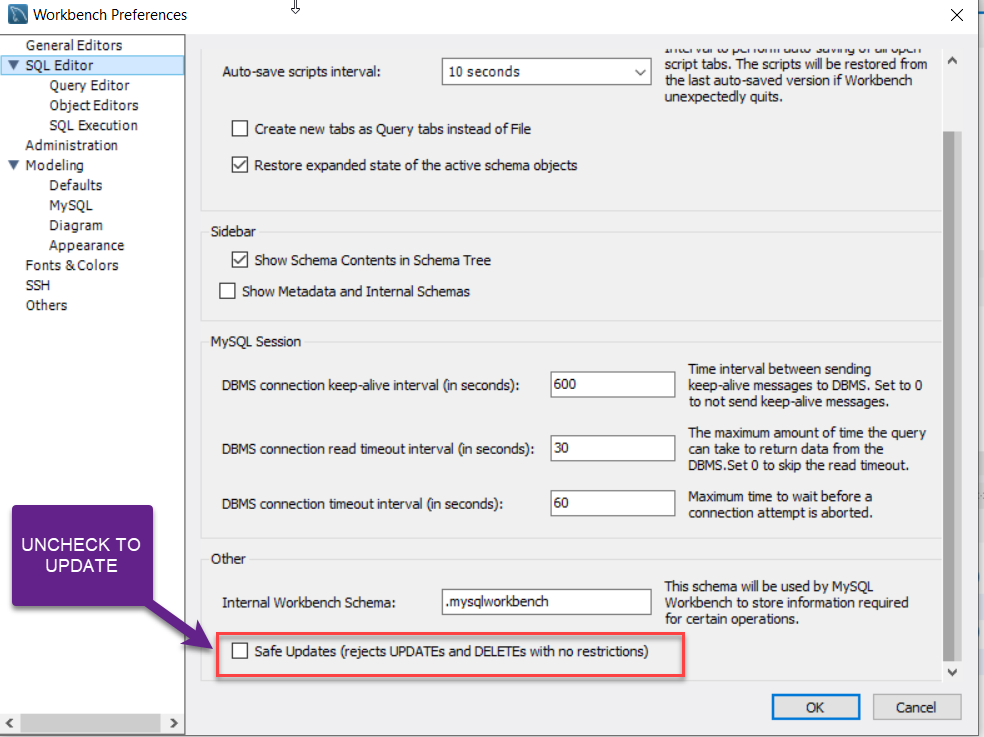 Workbench Preferences
General Editors
SQL Editor
Query Editor
Object Editors
SQL Execution
Administration
Modeling
Defaults
MySQL
Diagram
Appearance
Fonts & Colors
SSH
Others
Auto-save scripts interval:
10 seconds
Interval to perform auto-saving of all open
script tabs. The scripts will be restored from
the last auto-saved version if Workbench
unexpectedly quits.
Create new tabs as Query tabs instead of File
Restore expanded state of the active schema objects
Sidebar
Show Schema Contents in Schema Tree
Show Metadata and Internal Schemas
MySQL Session
DBMS connection keep-alive interval (in seconds):
600
Time interval between sending
keep-alive messages to DBMS. Set to 0
to not send keep-alive messages.
DBMS connection read timeout interval (in seconds):
30
The maximum amount of time the query
can take to return data from the
DBMS.Set 0 to skip the read timeout.
DBMS connection timeout interval (in seconds):
60
Maximum time to wait before a
connection attempt is aborted.
UNCHECK TO
UPDATE
Other
Internal Workbench Schema:
.mysqlworkbench
This schema will be used by MySQL
Workbench to store information required
for certain operations.
Safe Updates (rejects UPDATEs and DELETEs with no restrictions)
OK
Cancel